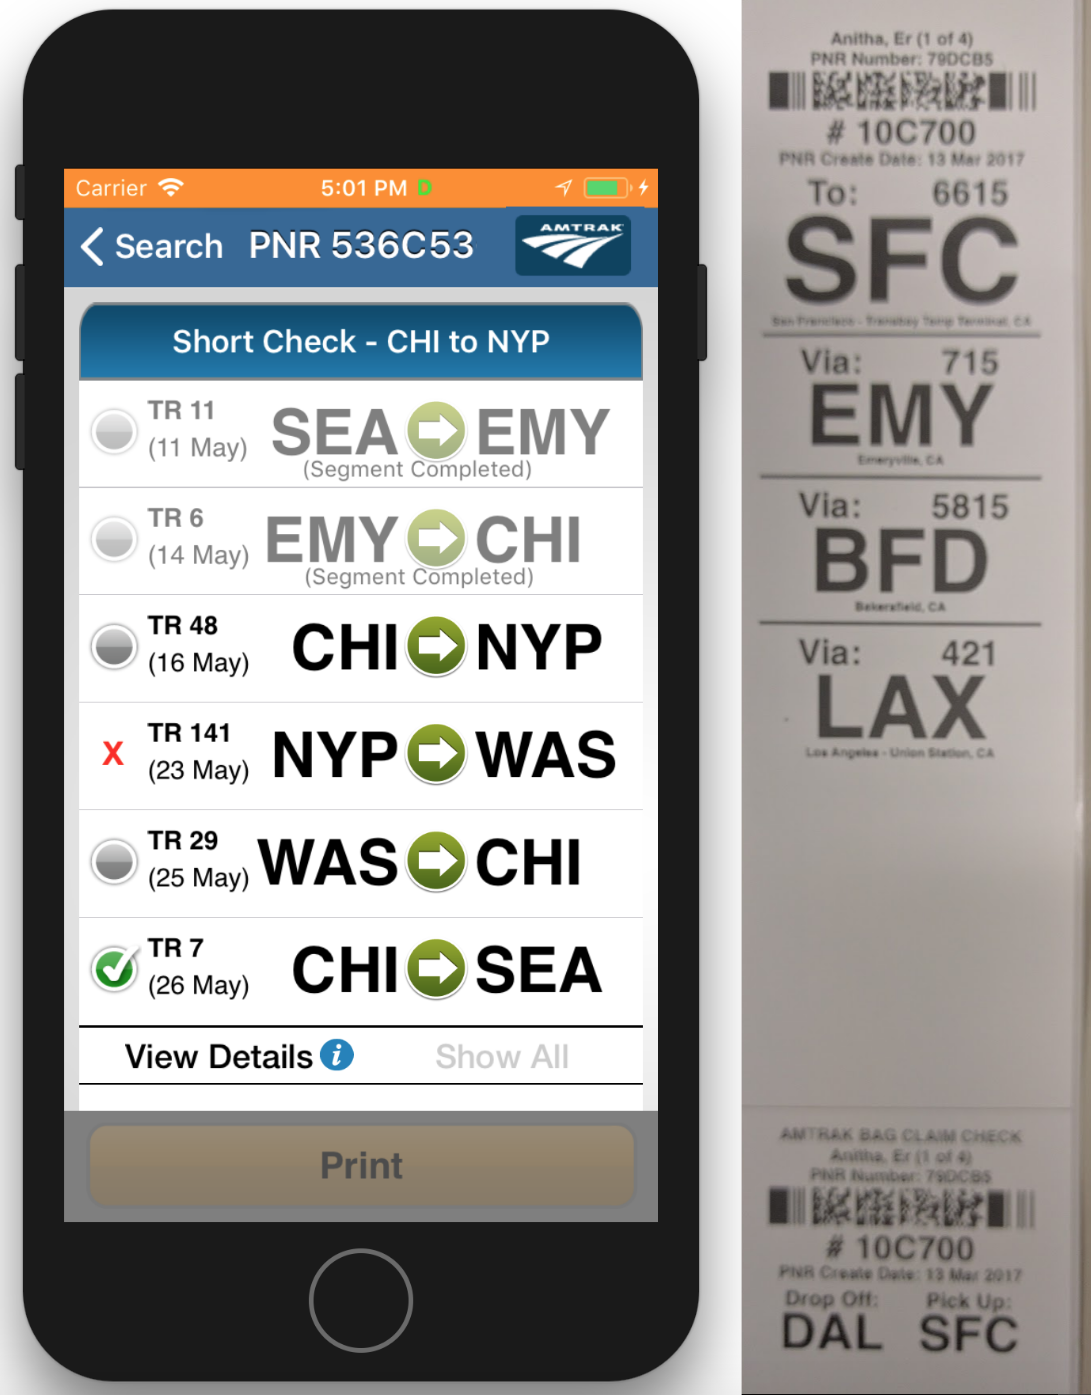 Carrier 5:01 PM D
Search PNR 536C53 AMTRAK
Short Check - CHI to NYP
TR 11
(11 May)
SEA EMY
(Segment Completed)
TR 6
(14 May)
EMY CHI
(Segment Completed)
TR 48
(16 May)
CHI NYP
X
TR 141
(23 May)
NYP WAS
TR 29
(25 May)
WAS CHI
TR 7
(26 May)
CHI SEA
View Details i Show All
Print
Anitha, Er (1 of 4)
PNR Number: 79DCB5
# 10C700
PNR Create Date: 13 Mar 2017
To: 6615
SFC
San Francisco - Transbay Temp Terminal, CA
Via: 715
EMY
Emeryville, CA
Via: 5815
BFD
Bakersfield, CA
Via: 421
LAX
Los Angeles - Union Station, CA
AMTRAK BAG CLAIM CHECK
Anitha, Er (1 of 4)
PNR Number: 79DCB5
# 10C700
PNR Create Date: 13 Mar 2017
Drop Off: Pick Up:
DAL SFC